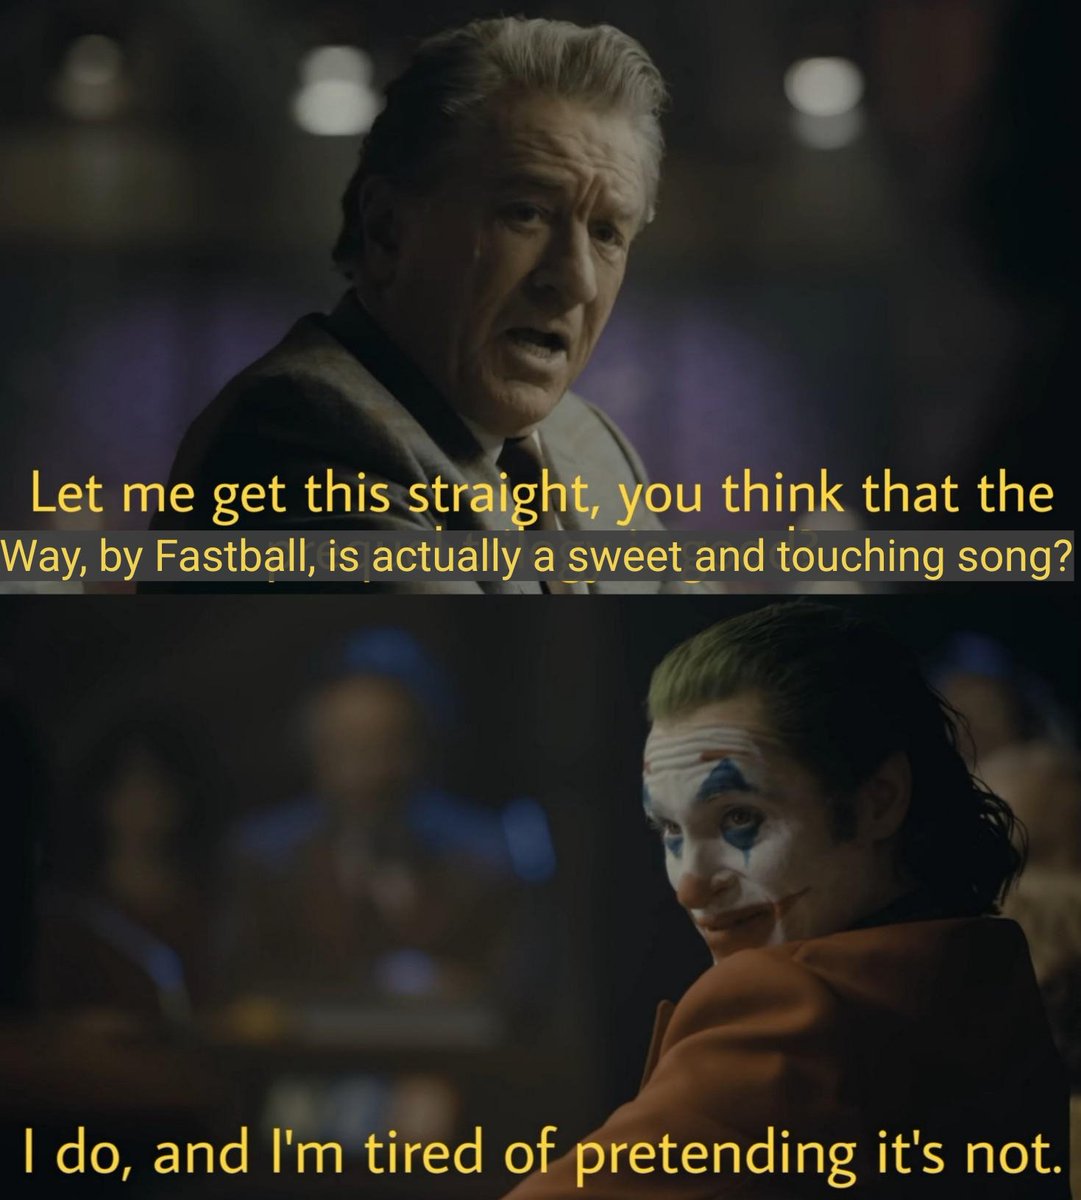 Let me get this straight, you think that the
Way, by Fastball, is actually a sweet and touching song?
I do, and I'm tired of pretending it's not.